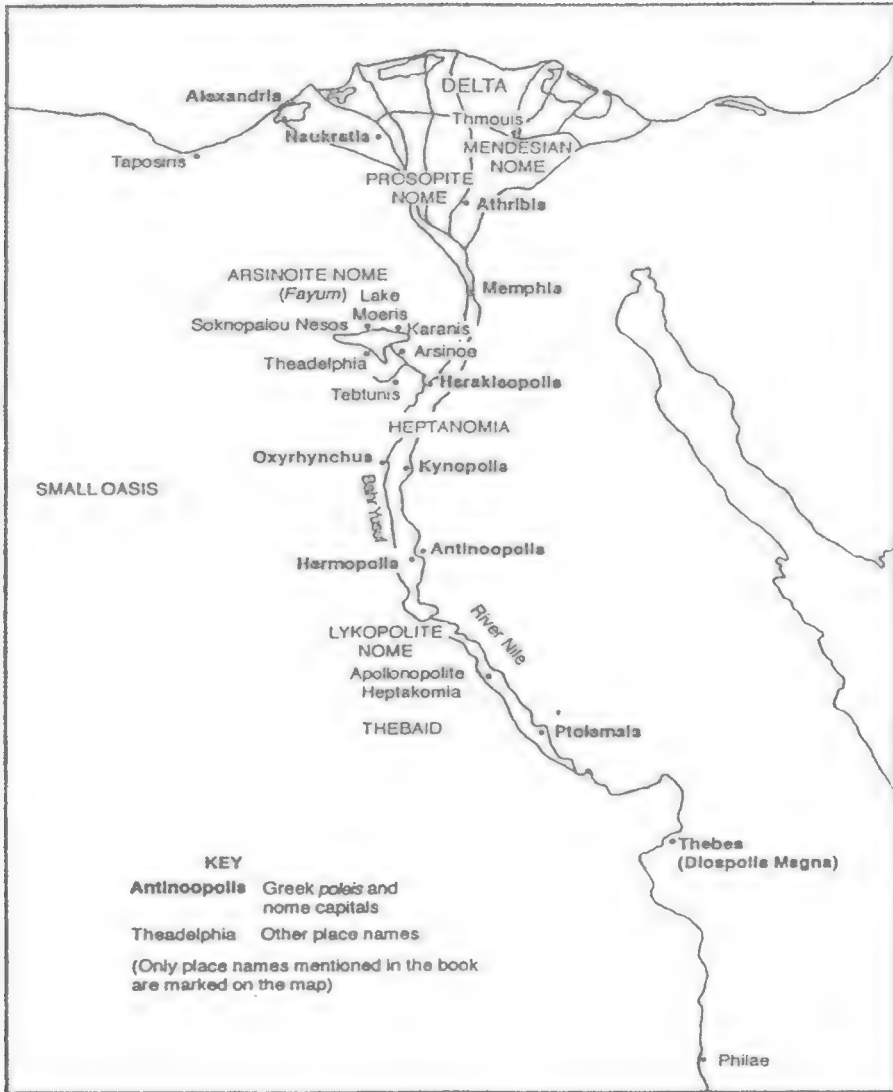 DELTA
Alexandria
Thmouis
Naukratis
MENDESIAN
NOME
Taposiris
PROSOPITE
NOME
Athribis
ARSINOITE NOME
(Fayum)
Lake
Moeris
Memphis
Soknopaiou Nesos
Karanis
Arsinoe
Theadelphia
Tebtunis
Herakleopolis
HEPTANOMIA
Oxyrhynchus
Kynopolis
SMALL OASIS
Bahr Yusuf
Antinoopolis
Hermopolis
River Nile
LYKOPOLITE
NOME
Apollonopolite
Heptakomia
THEBAID
Ptolemais
Thebes
(Diospolis Magna)
KEY
Antinoopolis Greek poleis and
nome capitals
Theadelphia Other place names
(Only place names mentioned in the book
are marked on the map)
Philae